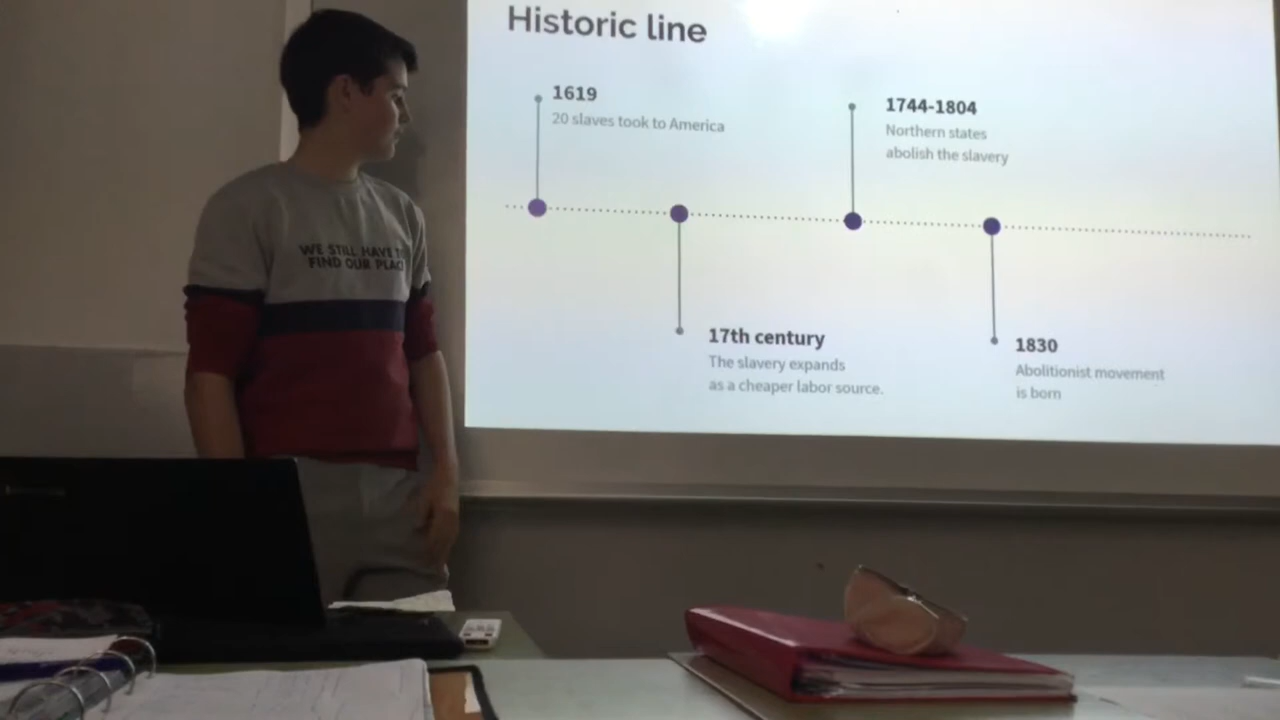 Historic line
1619
20 slaves took to America
1744-1804
Northern states
abolish the slavery
17th century
The slavery expands
as a cheaper labor source.
1830
Abolitionist movement
is born
WE STILL HAVE
FIND OUR